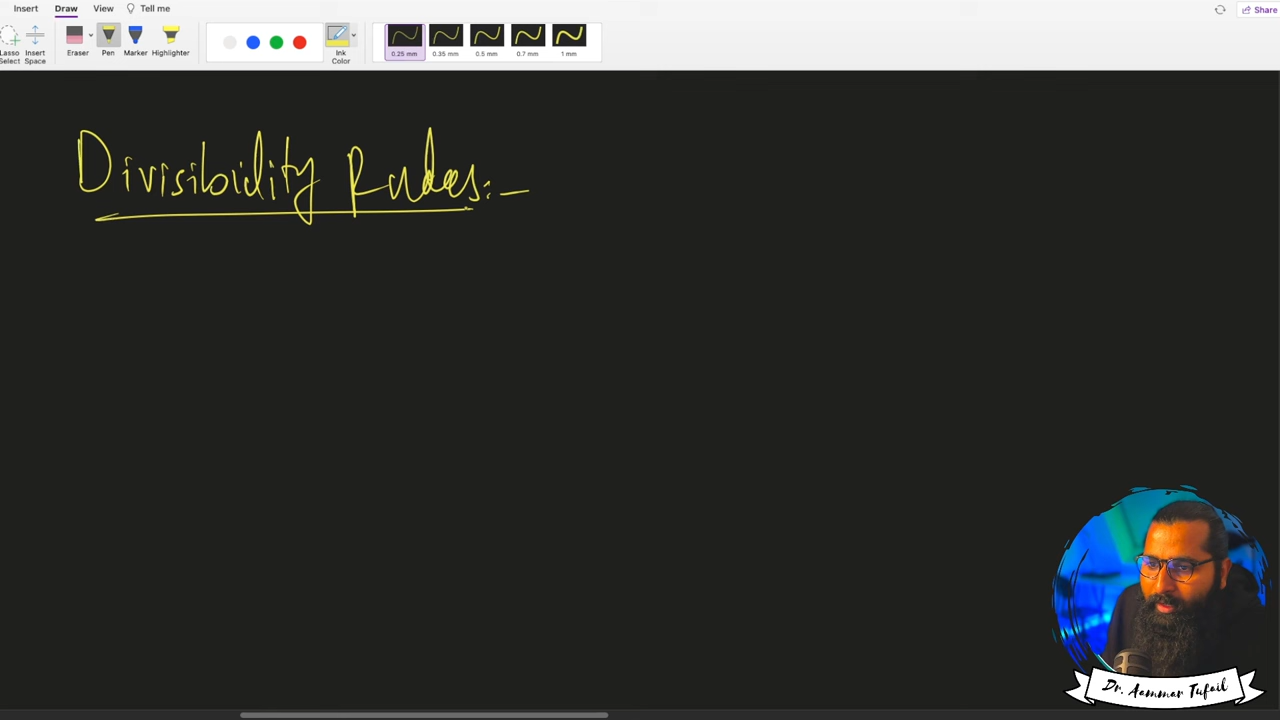 Insert Draw View Tell me Share
Lasso Select Insert Space Eraser Pen Marker Highlighter Ink Color 0.25 mm 0.35 mm 0.5 mm 0.7 mm 1 mm
Divisibility Rules:-
Dr. Aammar Tufail